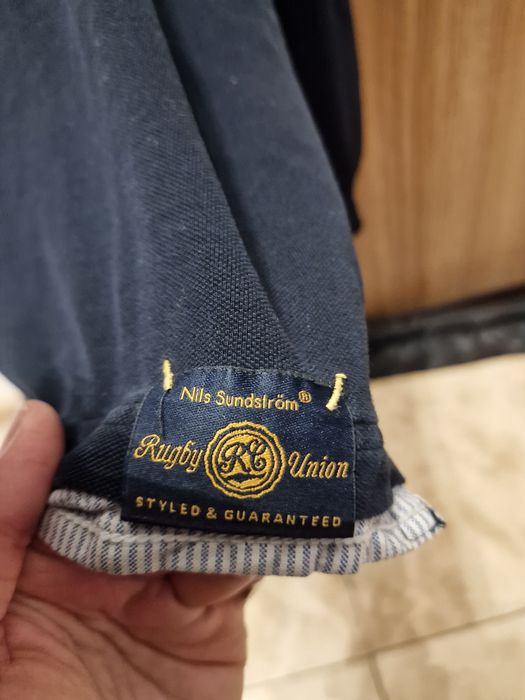 Nils Sundström®
Rugby RC Union
STYLED & GUARANTEED